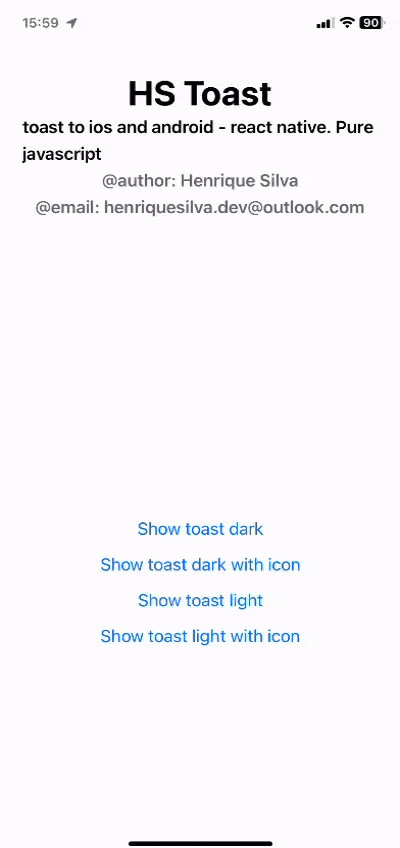 15:59
90
HS Toast
toast to ios and android - react native. Pure
javascript
@author: Henrique Silva
@email: henriquesilva.dev@outlook.com
Show toast dark
Show toast dark with icon
Show toast light
Show toast light with icon